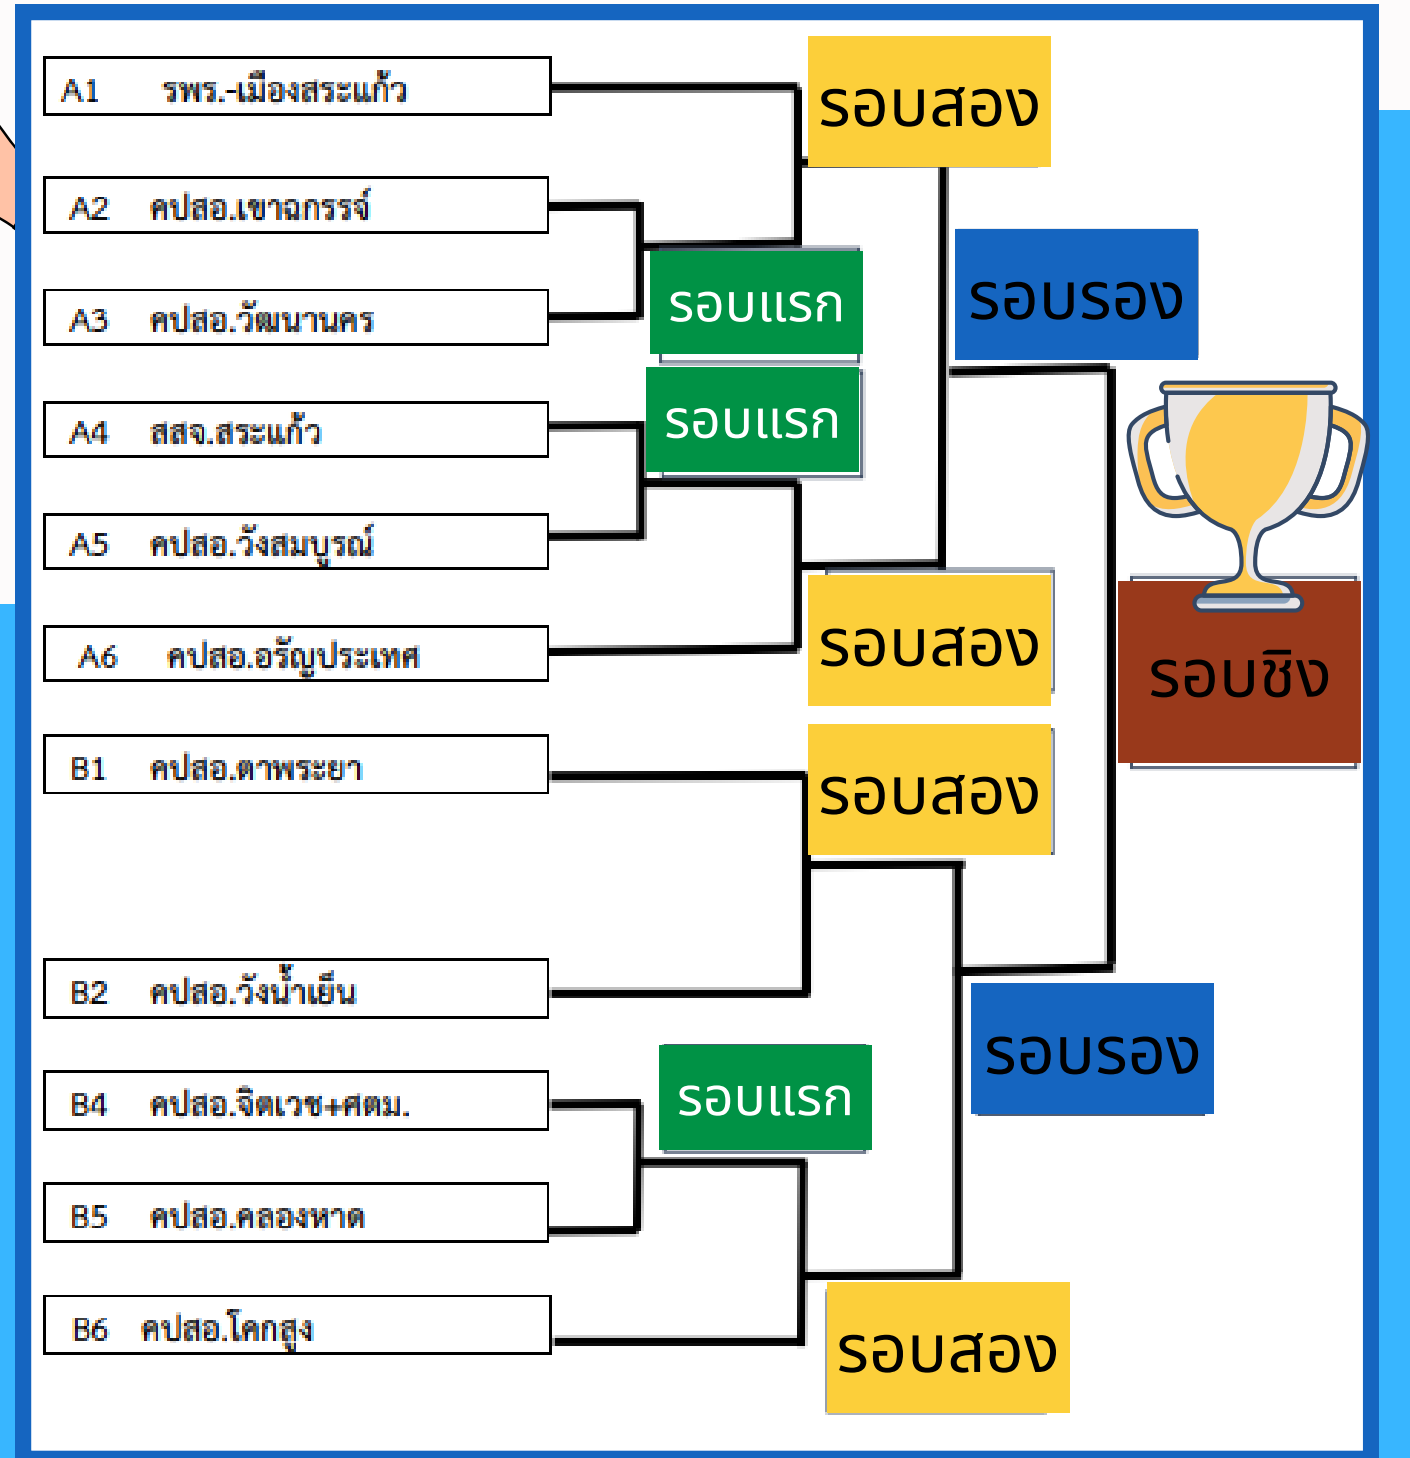 A1 รพร.-เมืองสระแก้ว
รอบสอง
A2 คปสอ.เขาฉกรรจ์
รอบรอง
A3 คปสอ.วัฒนานคร
รอบแรก
A4 สสจ.สระแก้ว
รอบแรก
A5 คปสอ.วังสมบูรณ์
A6 คปสอ.อรัญประเทศ
รอบสอง
รอบชิง
B1 คปสอ.ตาพระยา
รอบสอง
B2 คปสอ.วังน้ำเย็น
รอบรอง
B4 คปสอ.จิตเวช+ศตม.
รอบแรก
B5 คปสอ.คลองหาด
B6 คปสอ.โคกสูง
รอบสอง